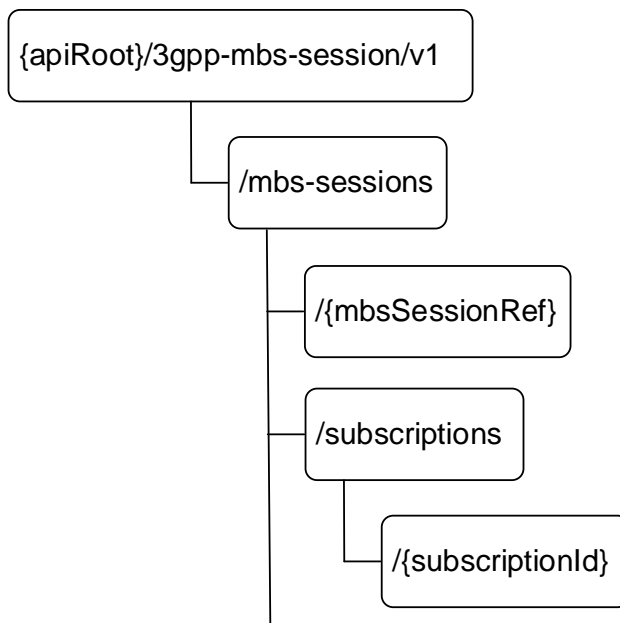 {apiRoot}/3gpp-mbs-session/v1
/mbs-sessions
/{mbsSessionRef}
/subscriptions
/{subscriptionId}